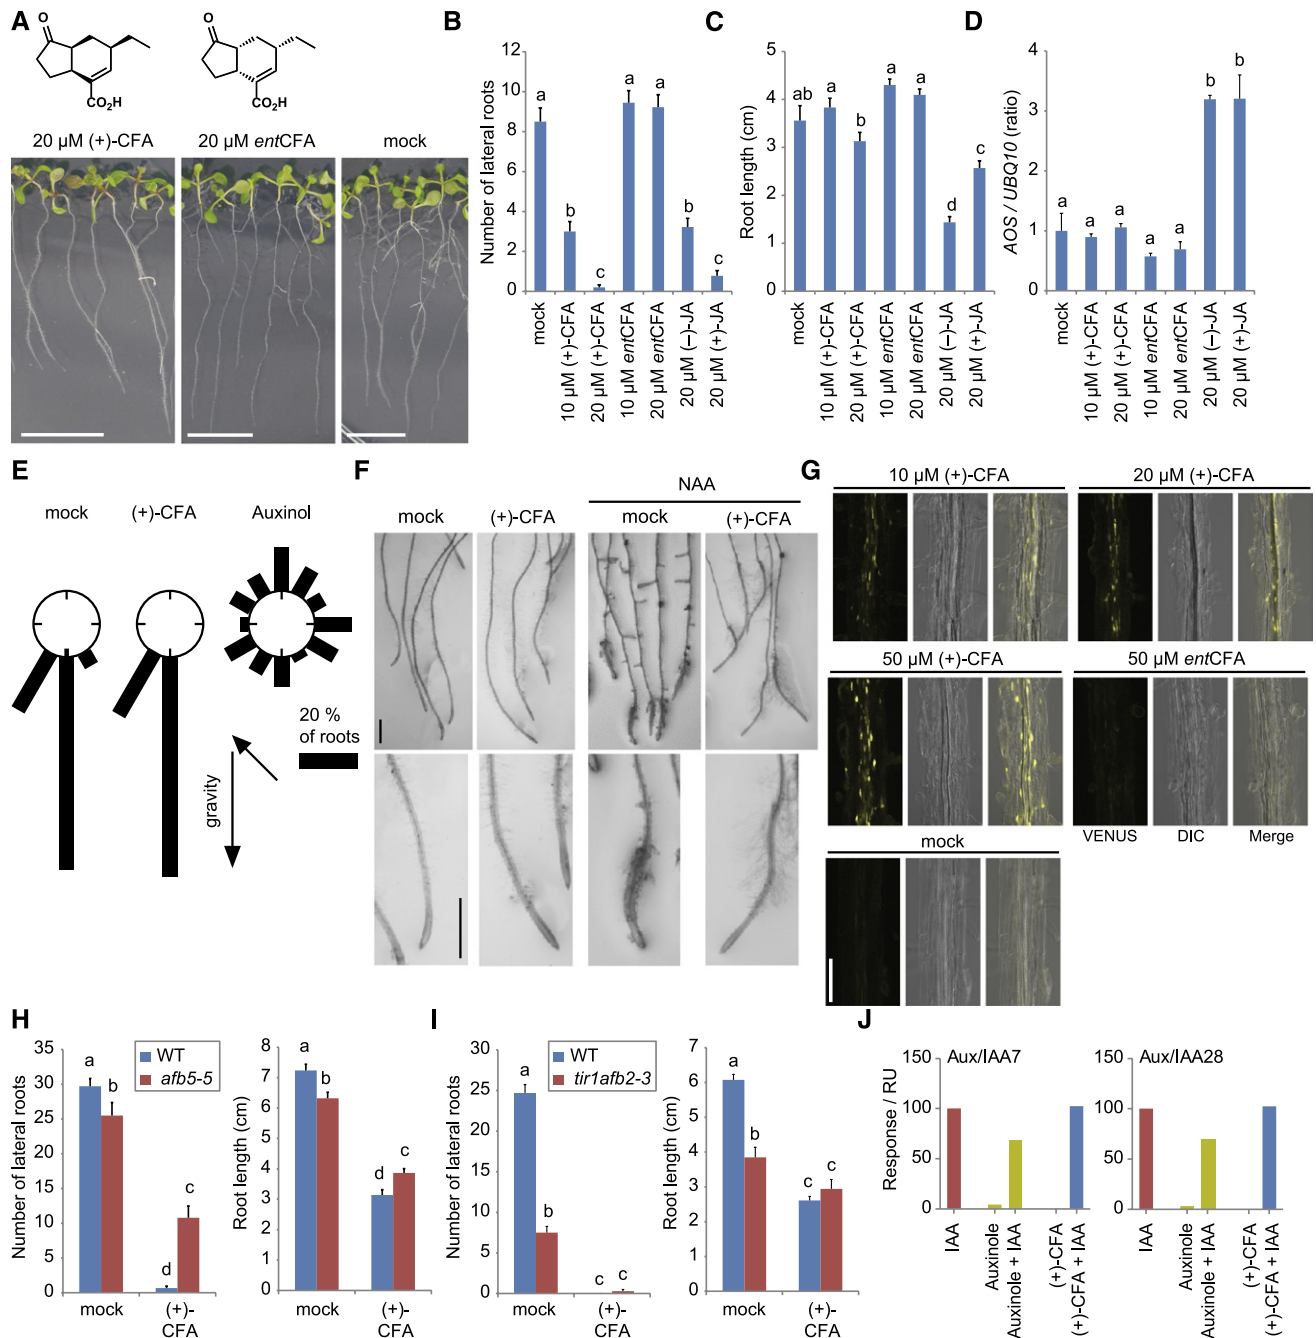 A
O
CO₂H
O
CO₂H
20 µM (+)-CFA
20 µM entCFA
mock
B
Number of lateral roots
12
10
8
6
4
2
0
a
b
c
a
a
b
c
mock
10 µM (+)-CFA
20 µM (+)-CFA
10 µM entCFA
20 µM entCFA
20 µM (–)-JA
20 µM (+)-JA
C
Root length (cm)
5
4
3
2
1
0
ab
a
b
a
a
d
c
mock
10 µM (+)-CFA
20 µM (+)-CFA
10 µM entCFA
20 µM entCFA
20 µM (–)-JA
20 µM (+)-JA
D
AOS / UBQ10 (ratio)
4
3
2
1
0
a
a
a
a
a
b
b
mock
10 µM (+)-CFA
20 µM (+)-CFA
10 µM entCFA
20 µM entCFA
20 µM (–)-JA
20 µM (+)-JA
E
mock
(+)-CFA
Auxinol
20 %
of roots
gravity
F
NAA
mock
(+)-CFA
mock
(+)-CFA
G
10 µM (+)-CFA
20 µM (+)-CFA
50 µM (+)-CFA
50 µM entCFA
VENUS
DIC
Merge
mock
H
Number of lateral roots
35
30
25
20
15
10
5
0
a
b
d
c
WT
afb5-5
mock
(+)-
CFA
Root length (cm)
8
7
6
5
4
3
2
1
0
a
b
d
c
mock
(+)-
CFA
I
Number of lateral roots
30
25
20
15
10
5
0
a
b
c
c
WT
tir1afb2-3
mock
(+)-
CFA
Root length (cm)
7
6
5
4
3
2
1
0
a
b
c
c
mock
(+)-
CFA
J
Response / RU
150
100
50
0
Aux/IAA7
IAA
Auxinole
Auxinole + IAA
(+)-CFA
(+)-CFA + IAA
150
100
50
0
Aux/IAA28
IAA
Auxinole
Auxinole + IAA
(+)-CFA
(+)-CFA + IAA